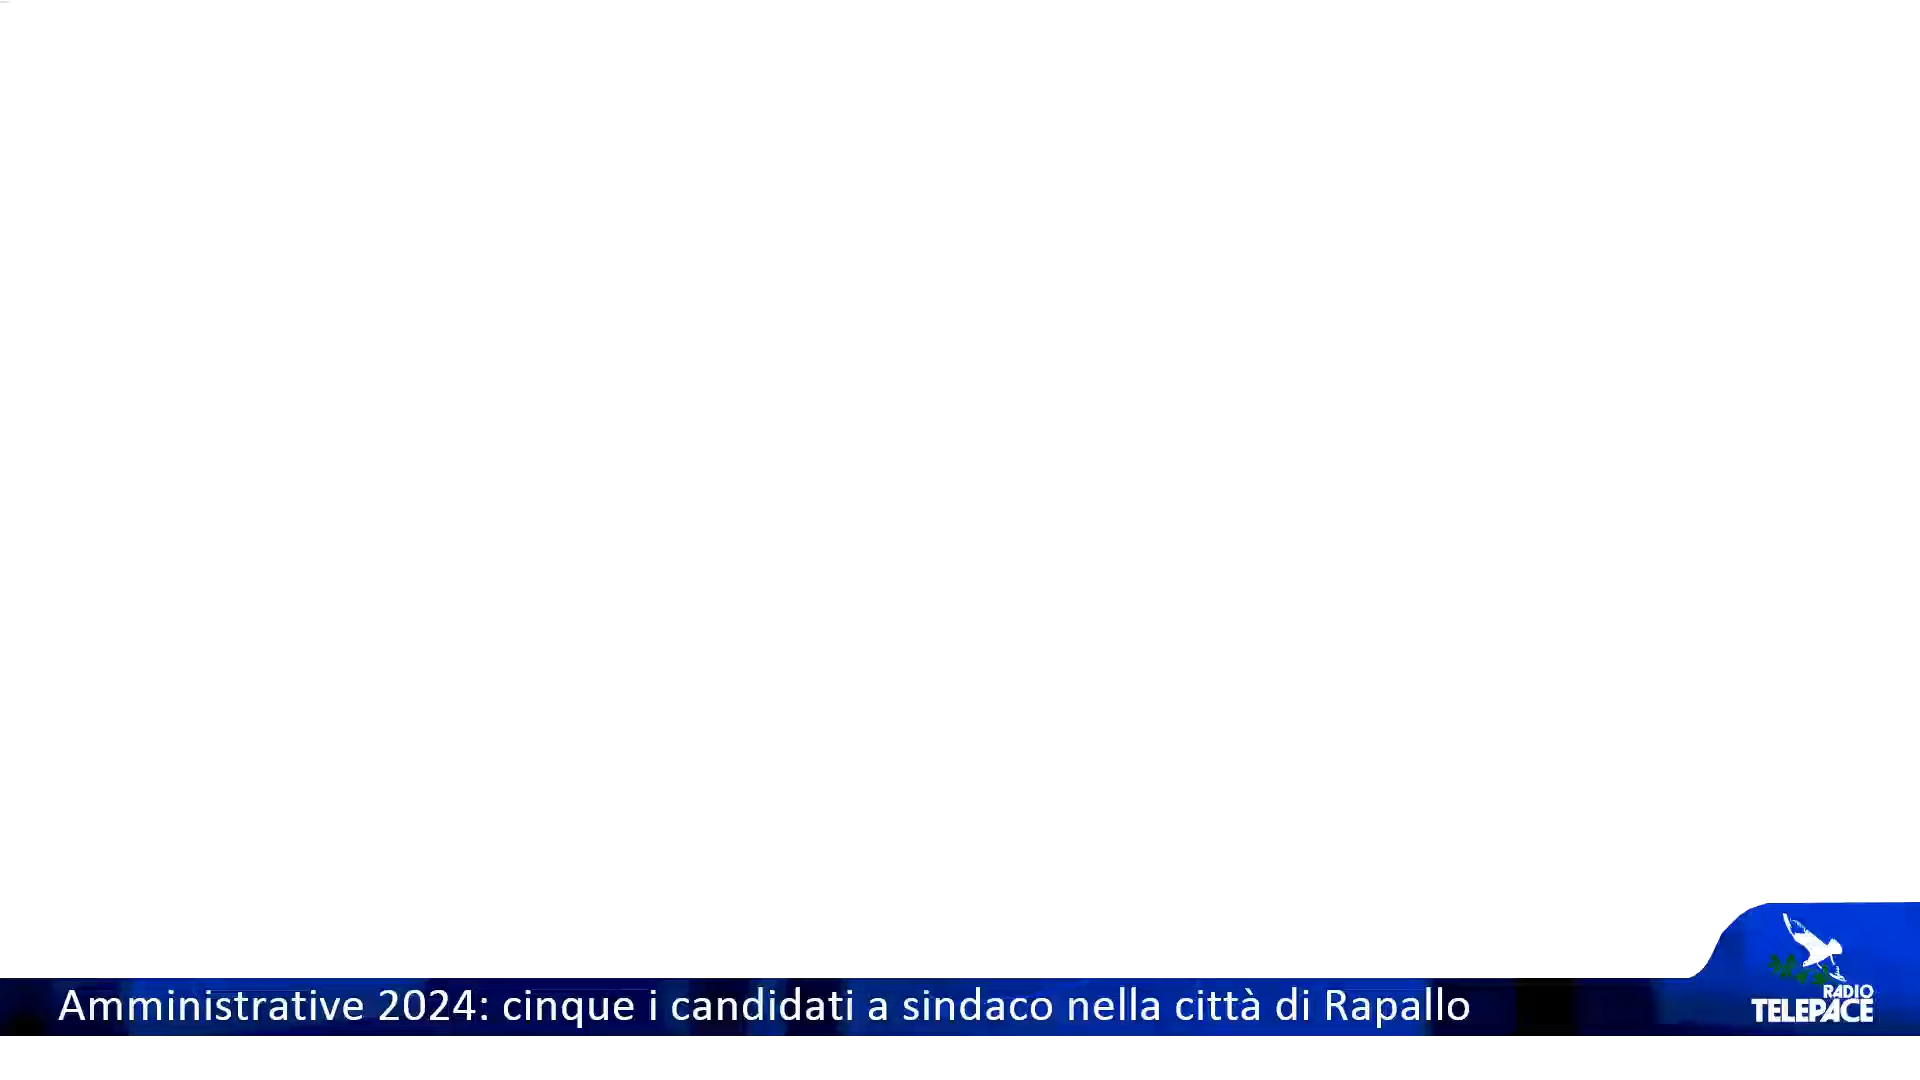 Amministrative 2024: cinque i candidati a sindaco nella città di Rapallo
RADIO
TELEPACE